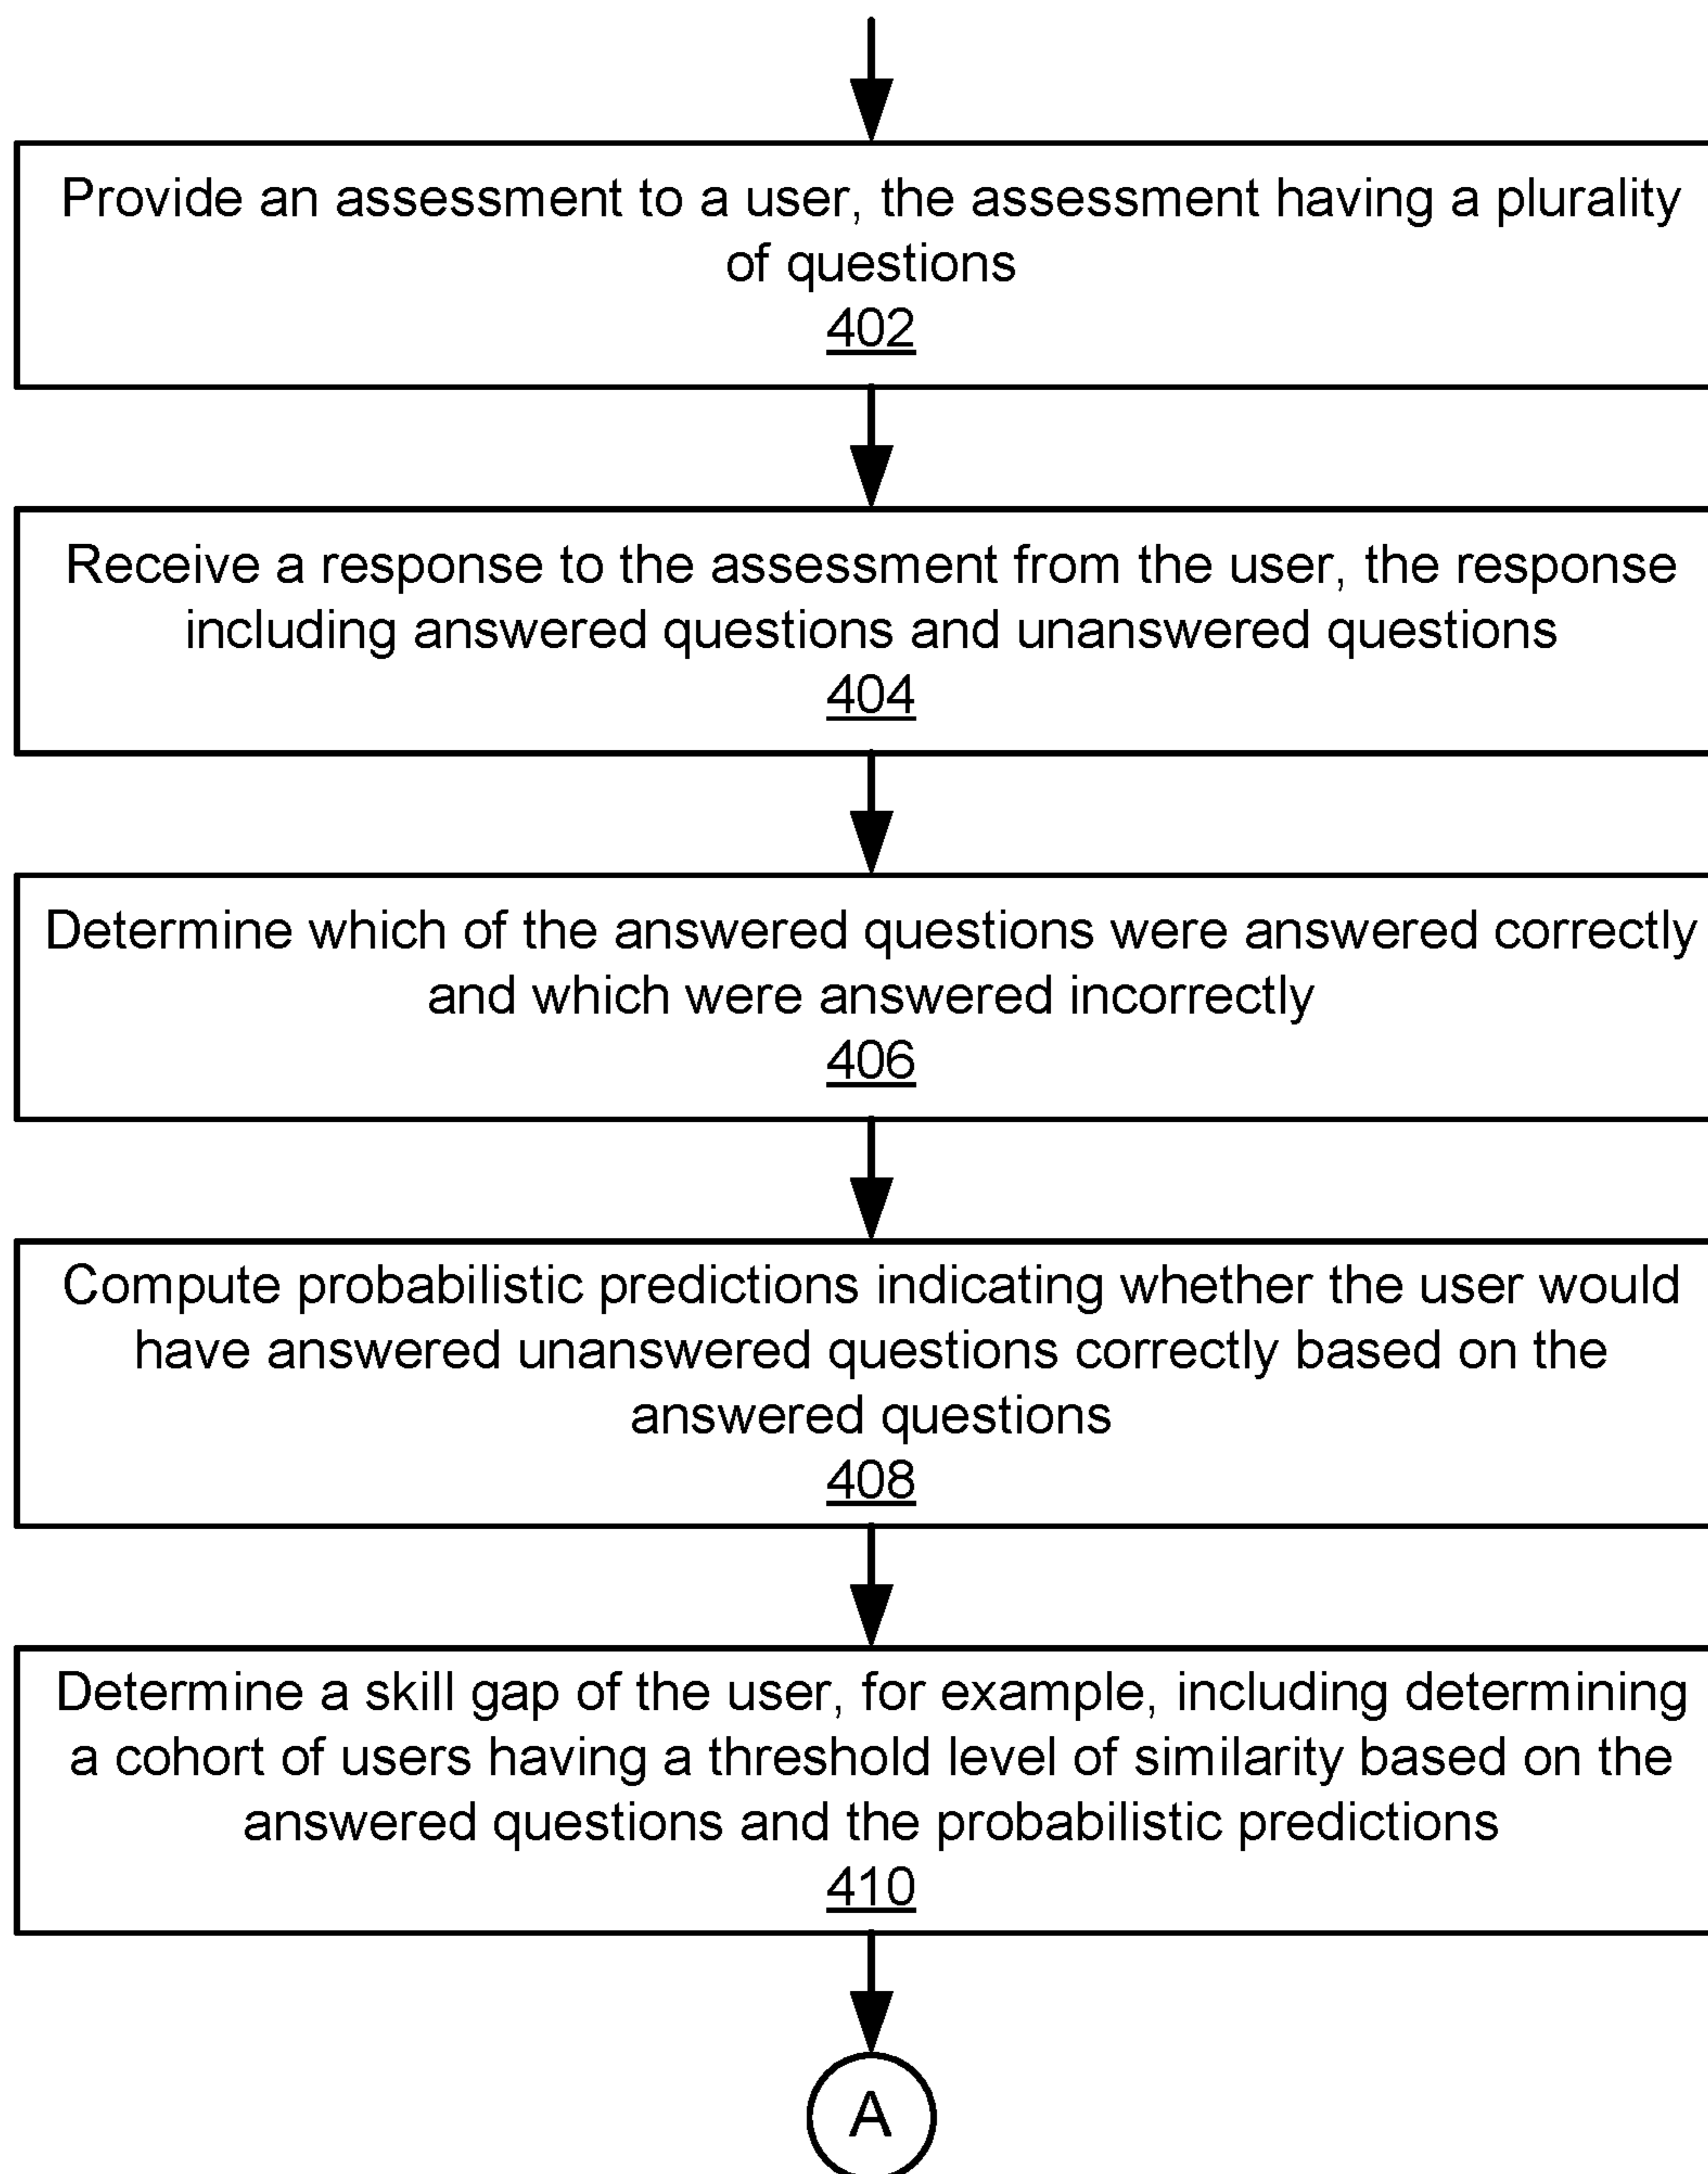 Provide an assessment to a user, the assessment having a plurality
of questions
402
Receive a response to the assessment from the user, the response
including answered questions and unanswered questions
404
Determine which of the answered questions were answered correctly
and which were answered incorrectly
406
Compute probabilistic predictions indicating whether the user would
have answered unanswered questions correctly based on the
answered questions
408
Determine a skill gap of the user, for example, including determining
a cohort of users having a threshold level of similarity based on the
answered questions and the probabilistic predictions
410
A